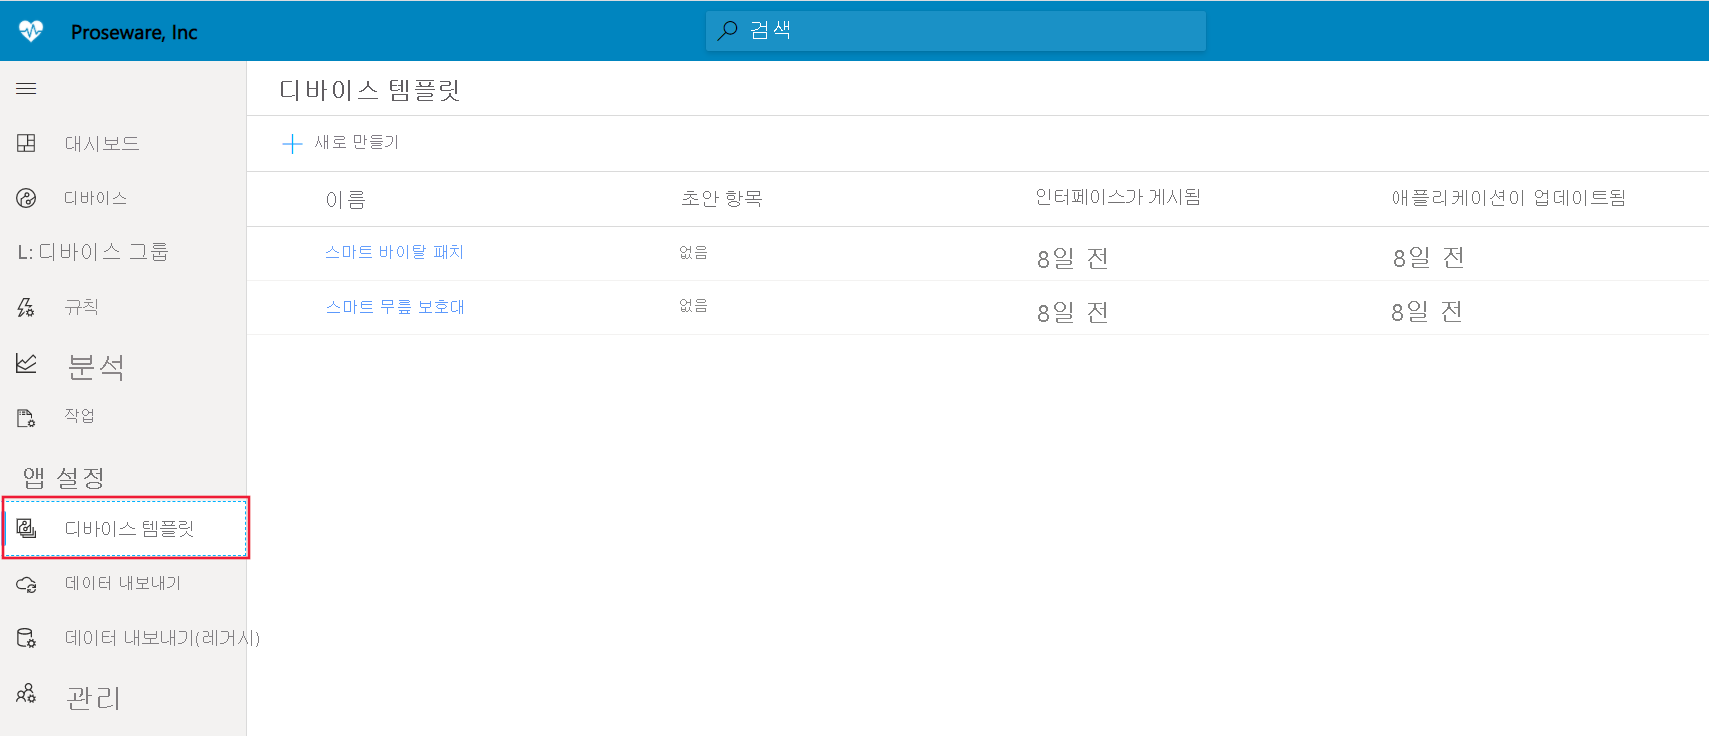 Proseware, Inc
검색
대시보드
디바이스
L: 디바이스 그룹
규칙
분석
작업
앱 설정
디바이스 템플릿
데이터 내보내기
데이터 내보내기(레거시)
관리
디바이스 템플릿
새로 만들기
이름 초안 항목 인터페이스가 게시됨 애플리케이션이 업데이트됨
스마트 바이탈 패치 없음 8일 전 8일 전
스마트 무릎 보호대 없음 8일 전 8일 전